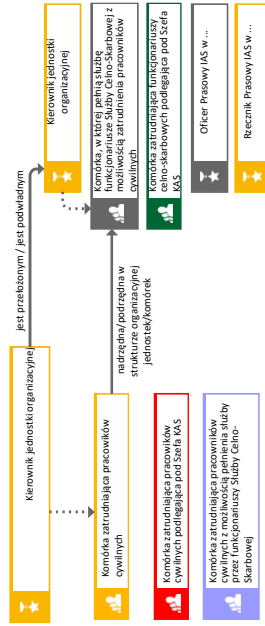 Kierownik jednostki organizacyjnej
Komórka zatrudniająca pracowików
cywilnych
Komórka zatrudniająca pracowników
cywilnych podlegająca pod Szefa KAS
Komórka zatrudniająca pracowników
cywilnych z możliwością pełnienia służby
przez funkcjonariuszy Służby Celno-
Skarbowej
jest przełożonym / jest podwładnym
nadrzędna/podrzędna w
strukturze organizacyjnej
jednostek/komórek
Kierownik jednostki
organizacyjnej
Komórka, w której pełnią służbę
funkcjonariusze Służby Celno-Skarbowej z
możliwością zatrudnienia pracowników
cywilnych
Komórka zatrudniająca funkcjonariuszy
celno-skarbowych podlegająca pod Szefa
KAS
Oficer Prasowy IAS w ...
Rzecznik Prasowy IAS w ...